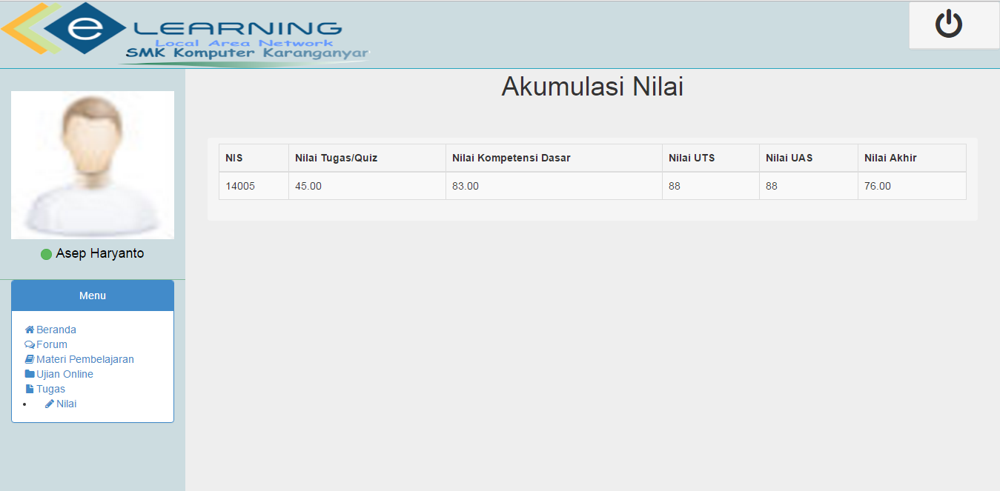 e LEARNING
Local Area Network
SMK Komputer Karanganyar
Akumulasi Nilai
Asep Haryanto
Menu
Beranda
Forum
Materi Pembelajaran
Ujian Online
Tugas
Nilai
NIS Nilai Tugas/Quiz Nilai Kompetensi Dasar Nilai UTS Nilai UAS Nilai Akhir
14005 45.00 83.00 88 88 76.00